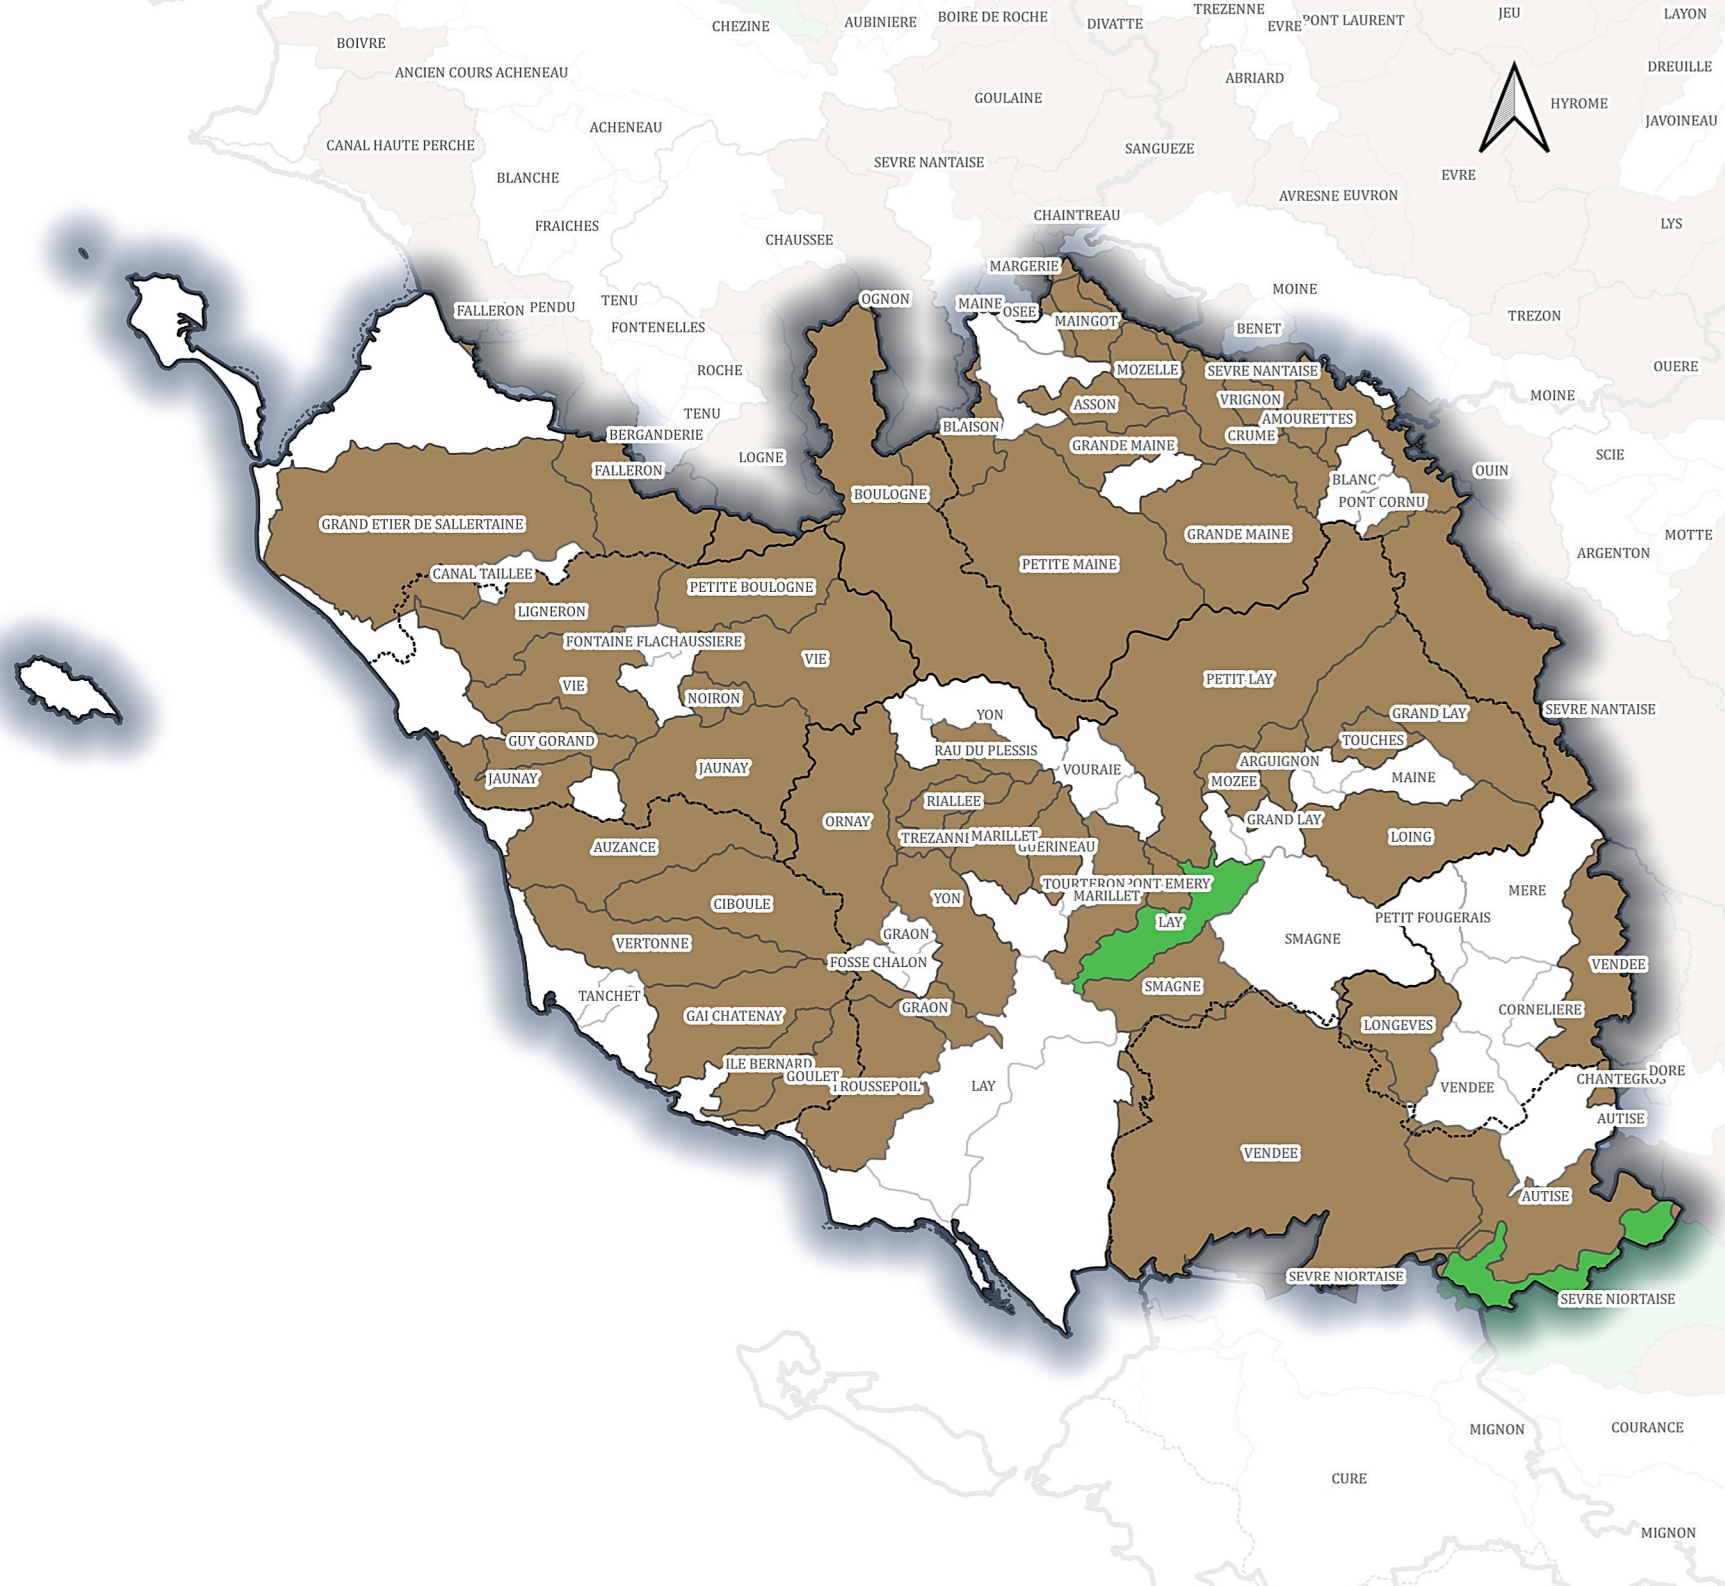 TREZENNE
JEU
LAYON
BOIRE DE ROCHE
AUBINIERE
DIVATTE
EVRE
PONT LAURENT
CHEZINE
BOIVRE
DREUILLE
ANCIEN COURS ACHENEAU
ABRIARD
GOULAINE
HYROME
JAVOINEAU
ACHENEAU
CANAL HAUTE PERCHE
SANGUEZE
SEVRE NANTAISE
EVRE
BLANCHE
AVRESNE EUVRON
CHAINTREAU
LYS
FRAICHES
CHAUSSEE
MARGERIE
MOINE
OGNON
TENU
MAINE
OSEE
FALLERON
PENDU
TREZON
MAINGOT
FONTENELLES
BENET
OUERE
ROCHE
MOZELLE
SEVRE NANTAISE
MOINE
VRIGNON
ASSON
TENU
AMOURETTES
BLAISON
BERGANDERIE
CRUME
GRANDE MAINE
SCIE
LOGNE
FALLERON
OUIN
BLANC
BOULOGNE
PONT CORNU
GRAND ETIER DE SALLERTAINE
GRANDE MAINE
MOTTE
ARGENTON
PETITE MAINE
CANAL TAILLEE
PETITE BOULOGNE
LIGNERON
FONTAINE FLACHAUSSIERE
VIE
PETIT LAY
VIE
NOIRON
SEVRE NANTAISE
GRAND LAY
YON
GUY GORAND
TOUCHES
RAU DU PLESSIS
ARGUIGNON
JAUNAY
VOURAIE
JAUNAY
MAINE
MOZEE
RIALLEE
GRAND LAY
ORNAY
TREZANNE
MARILLET
LOING
AUZANCE
GUERINEAU
TOURTERON
PONT EMERY
MERE
MARILLET
YON
CIBOULE
PETIT FOUGERAIS
LAY
GRAON
SMAGNE
VERTONNE
FOSSE CHALON
VENDEE
SMAGNE
TANCHET
GRAON
CORNELIERE
GAI CHATENAY
LONGEVES
ILE BERNARD
DORE
GOULET
CHANTEGROS
TROUSSEPOIL
LAY
VENDEE
AUTISE
VENDEE
AUTISE
SEVRE NIORTAISE
SEVRE NIORTAISE
MIGNON
COURANCE
CURE
MIGNON